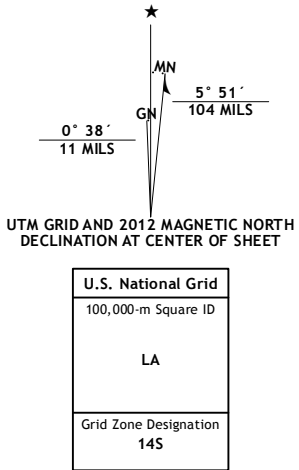 MN
GN
5° 51´
104 MILS
0° 38´
11 MILS
UTM GRID AND 2012 MAGNETIC NORTH
DECLINATION AT CENTER OF SHEET
U.S. National Grid
100,000-m Square ID
LA
Grid Zone Designation
14S